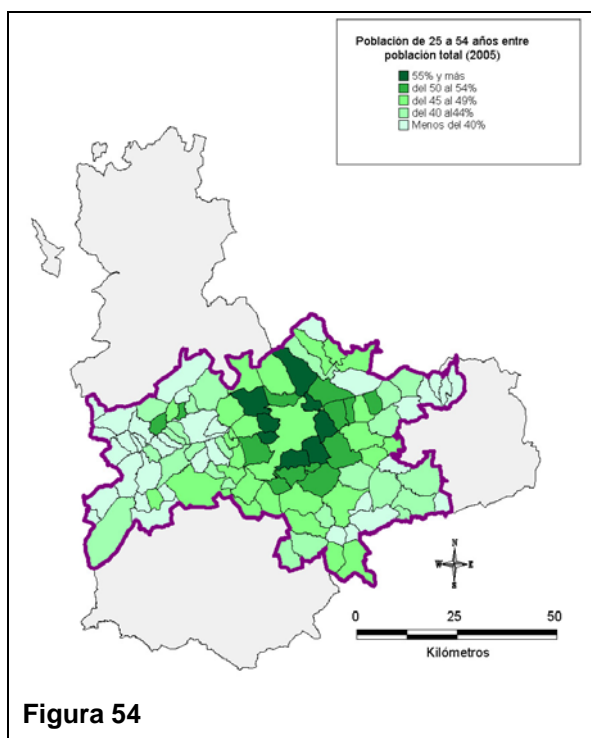 Población de 25 a 54 años entre
población total (2005)
55% y más
del 50 al 54%
del 45 al 49%
del 40 al44%
Menos del 40%
N
W E
S
0 25 50
Kilómetros
Figura 54